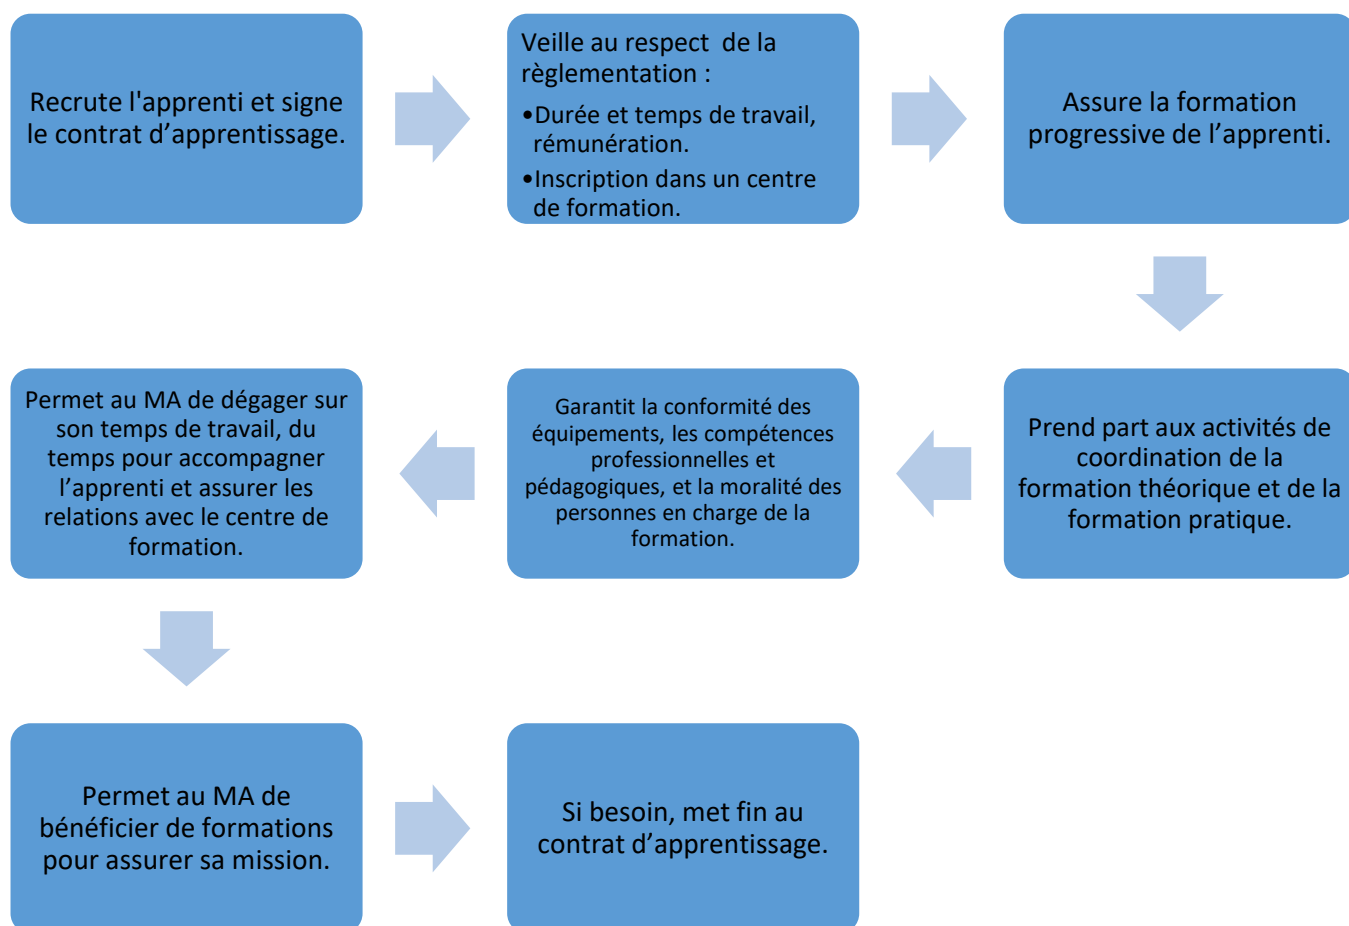 Recrute l'apprenti et signe
le contrat d’apprentissage.
Veille au respect  de la
règlementation :
•Durée et temps de travail,
rémunération.
•Inscription dans un centre
de formation.
Assure la formation
progressive de l’apprenti.
Prend part aux activités de
coordination de la
formation théorique et de la
formation pratique.
Garantit la conformité des
équipements, les compétences
professionnelles et
pédagogiques, et la moralité des
personnes en charge de la
formation.
Permet au MA de dégager sur
son temps de travail, du
temps pour accompagner
l’apprenti et assurer les
relations avec le centre de
formation.
Permet au MA de
bénéficier de formations
pour assurer sa mission.
Si besoin, met fin au
contrat d’apprentissage.